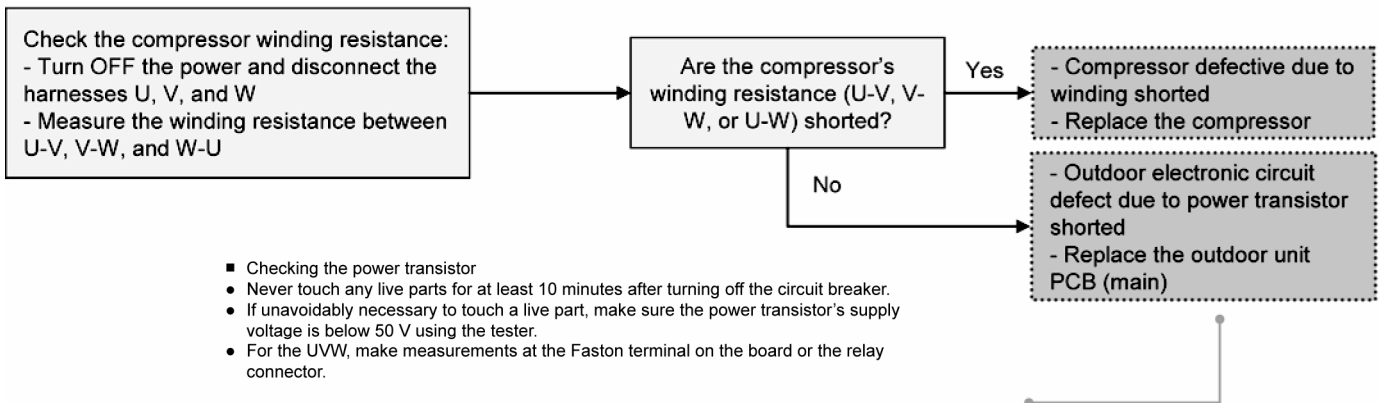 Check the compressor winding resistance:
- Turn OFF the power and disconnect the
harnesses U, V, and W
- Measure the winding resistance between
U-V, V-W, and W-U
Are the compressor's
winding resistance (U-V, V-
W, or U-W) shorted?
Yes
- Compressor defective due to
winding shorted
- Replace the compressor
No
- Outdoor electronic circuit
defect due to power transistor
shorted
- Replace the outdoor unit
PCB (main)
■ Checking the power transistor
● Never touch any live parts for at least 10 minutes after turning off the circuit breaker.
● If unavoidably necessary to touch a live part, make sure the power transistor's supply
voltage is below 50 V using the tester.
● For the UVW, make measurements at the Faston terminal on the board or the relay
connector.